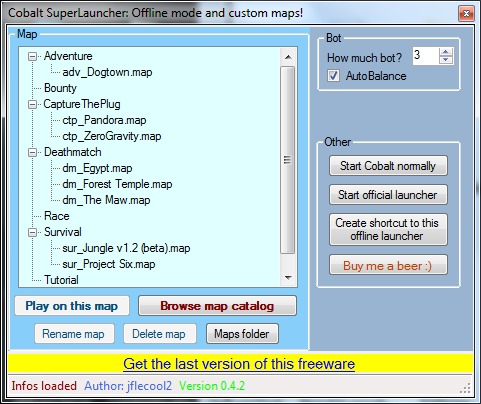 Cobalt SuperLauncher: Offline mode and custom maps!
Map
Adventure
adv_Dogtown.map
Bounty
CaptureThePlug
ctp_Pandora.map
ctp_ZeroGravity.map
Deathmatch
dm_Egypt.map
dm_Forest Temple.map
dm_The Maw.map
Race
Survival
sur_Jungle v1.2 (beta).map
sur_Project Six.map
Tutorial
Play on this map
Browse map catalog
Rename map
Delete map
Maps folder
Bot
How much bot? 3
AutoBalance
Other
Start Cobalt normally
Start official launcher
Create shortcut to this
offline launcher
Buy me a beer :)
Get the last version of this freeware
Infos loaded Author: jflecool2 Version 0.4.2